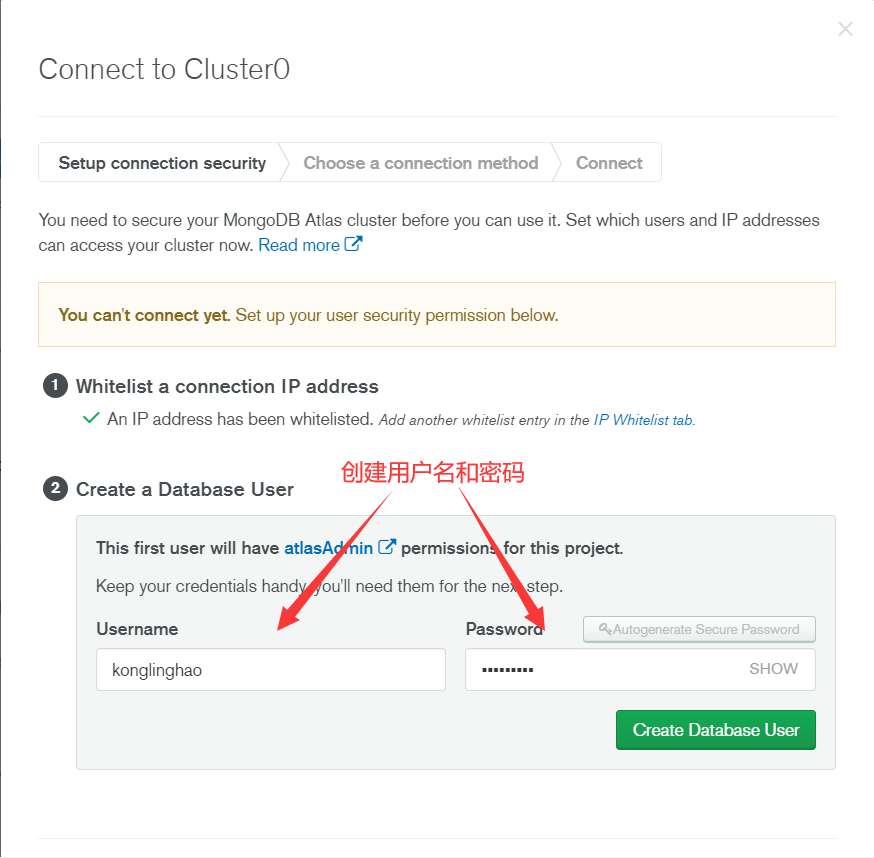 Connect to Cluster0
Setup connection security
Choose a connection method
Connect
You need to secure your MongoDB Atlas cluster before you can use it. Set which users and IP addresses
can access your cluster now. Read more
You can't connect yet. Set up your user security permission below.
1 Whitelist a connection IP address
An IP address has been whitelisted. Add another whitelist entry in the IP Whitelist tab.
创建用户名和密码
2 Create a Database User
This first user will have atlasAdmin permissions for this project.
Keep your credentials handy, you'll need them for the next step.
Username
Password
Autogenerate Secure Password
konglinghao
•••••••••
SHOW
Create Database User